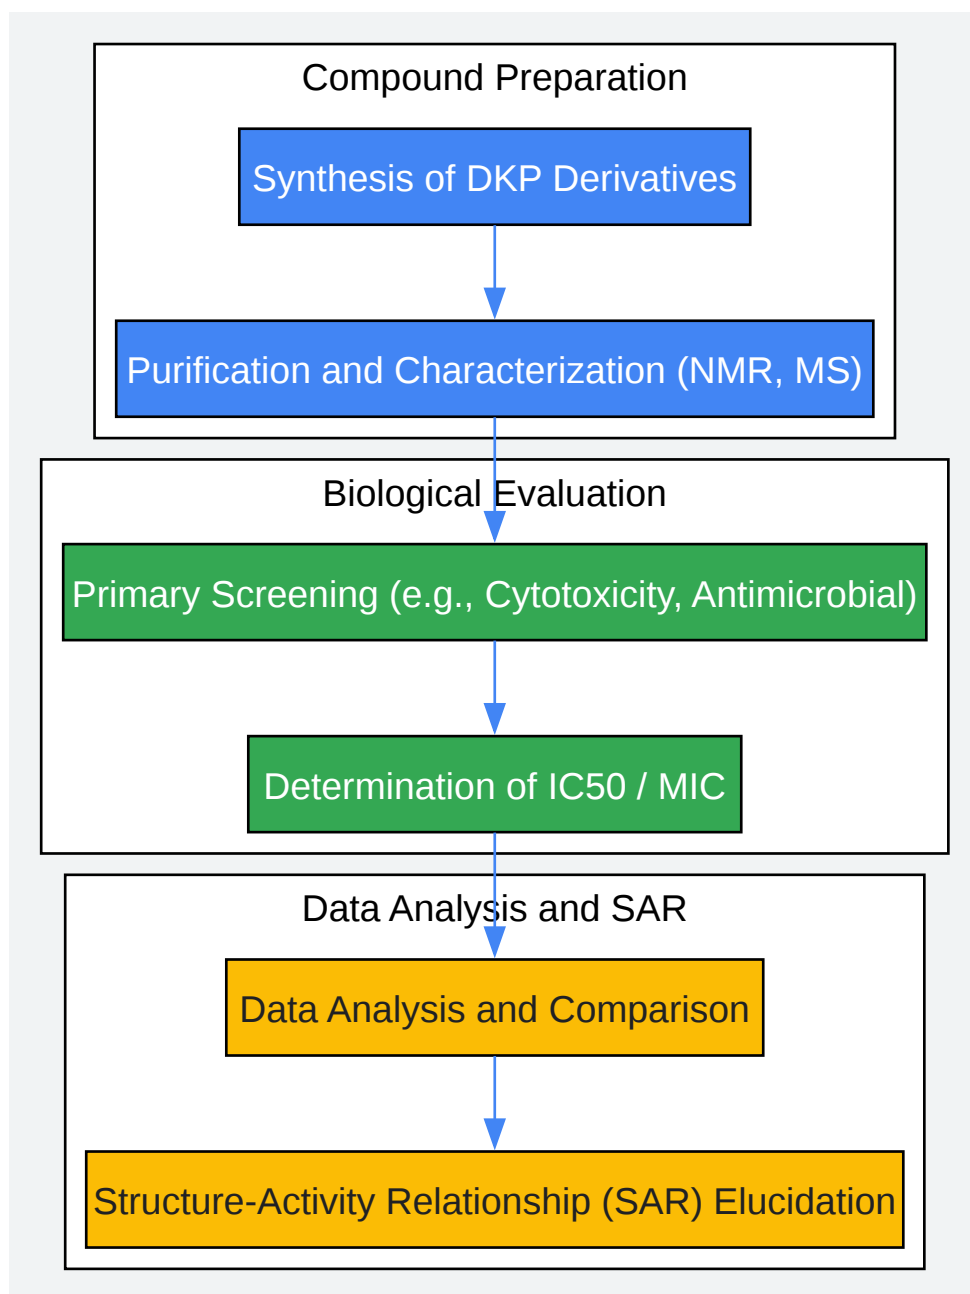 Compound Preparation
Synthesis of DKP Derivatives
Purification and Characterization (NMR, MS)
Biological Evaluation
Primary Screening (e.g., Cytotoxicity, Antimicrobial)
Determination of IC50 / MIC
Data Analysis and SAR
Data Analysis and Comparison
Structure-Activity Relationship (SAR) Elucidation